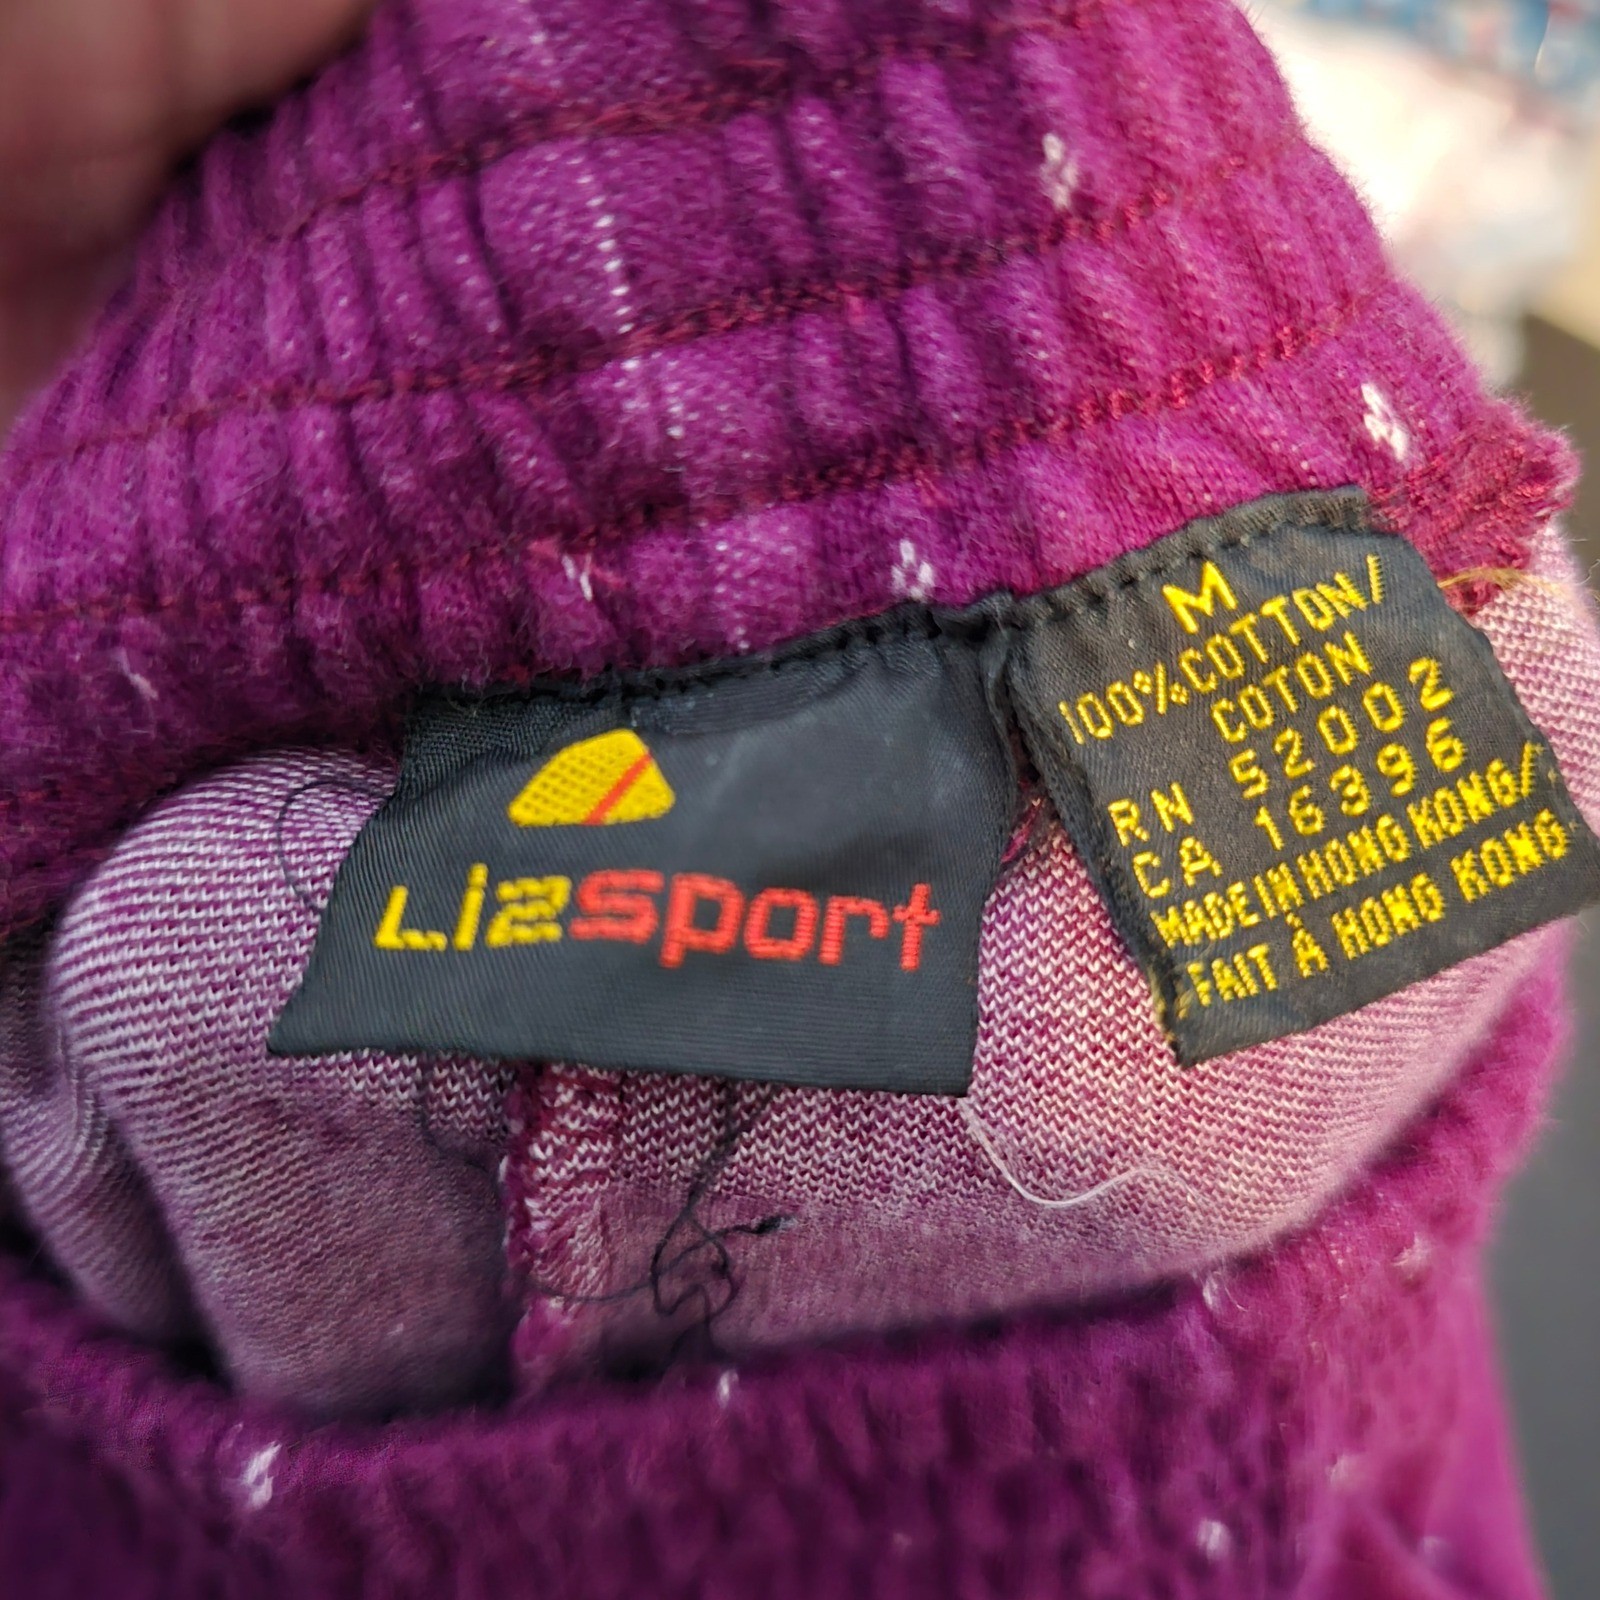 Lizsport
M
100% COTTON/
COTON
RN 52002
CA 16396
MADE IN HONG KONG/
FAIT À HONG KONG